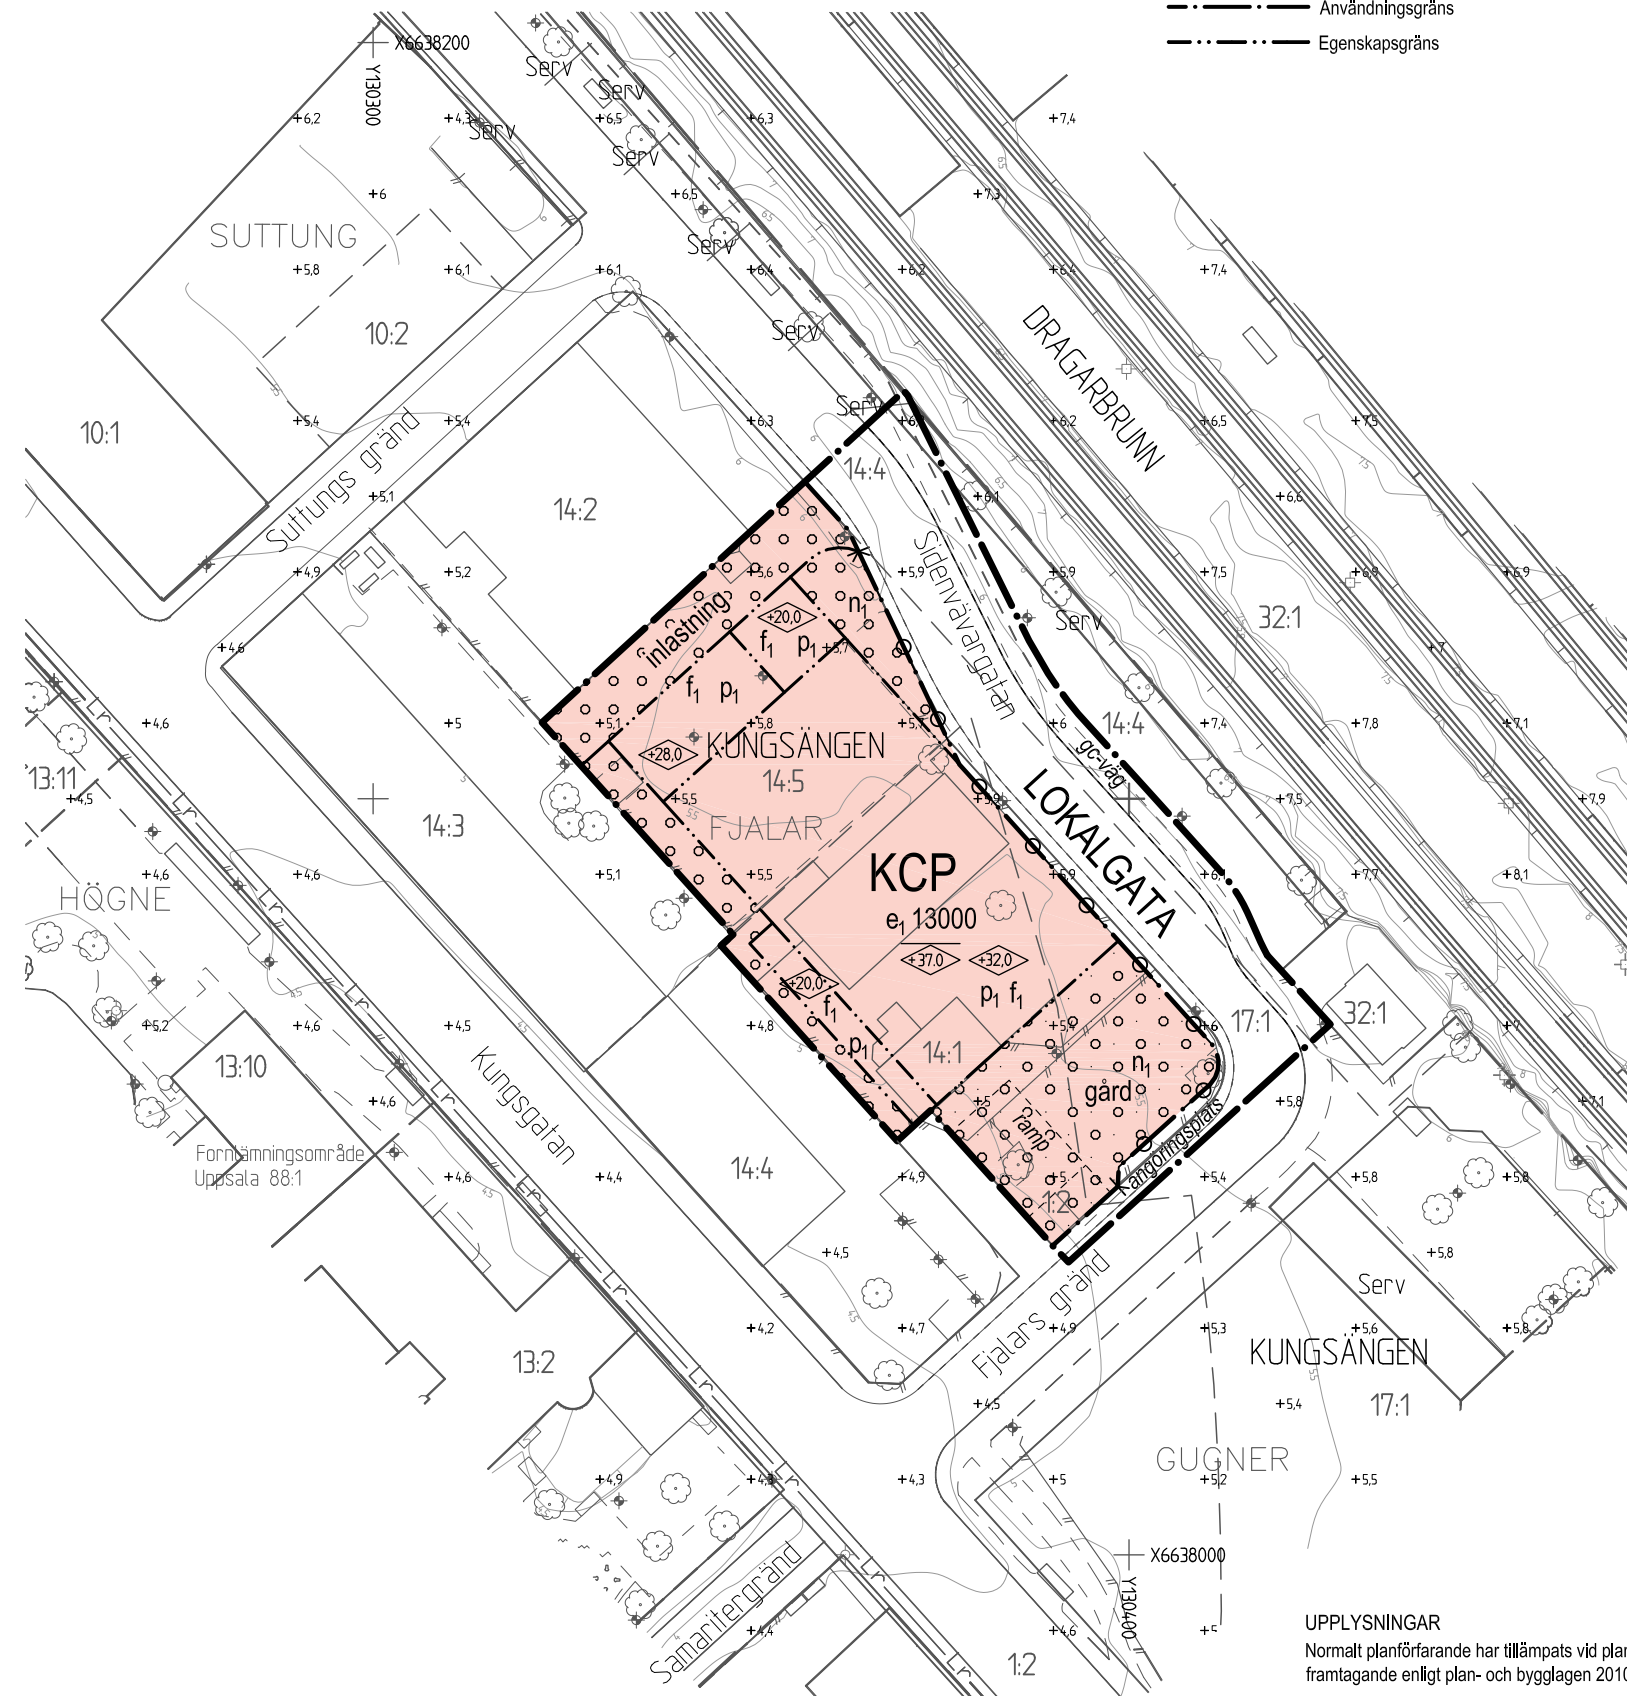 Användningsgräns
Egenskapsgräns
X6638200
Y130300
Serv
Serv
Serv
Serv
Serv
Serv
Serv
Serv
+6,2
+4,3
+6,5
+6,3
+7,4
+6
+6,5
+7,3
SUTTUNG
+5,8
+6,1
+6,1
+6,4
+6,2
+6,4
+7,4
10:2
DRAGARBRUNN
10:1
+5,4
+5,4
+6,3
+6,2
+6,5
+7,5
Suttungs gränd
14:4
+5,1
14:2
+6,1
+6,6
+4,9
+5,2
+5,6
+5,9
+5,9
+7,5
+6,9
+6,9
Sidenvävargatan
inlastning
+20,0
n1
f1 p1
+5,7
32:1
+4,6
+7
f1 p1
+4,6
+5
+5,1
+5,8
+6
14:4
+7,4
+7,8
+7,1
+28,0
KUNGSÄNGEN
14:5
gc-väg
13:11
+4,5
14:3
+5,5
FJALAR
LOKALGATA
+7,5
+7,9
KCP
e1 13000
+4,6
+4,6
+5,1
+5,5
+5,9
+6,1
+7,7
+8,1
HÖGNE
+37.0
+32,0
p1 f1
+20,0
f1
p1
+5,2
+4,6
+4,5
+4,8
+5,4
+6
17:1
32:1
+7
14:1
n1
gård
13:10
Kungsgatan
+4,6
+5
ramp
Kangöringsplats
+5,8
+7,1
Fornlämningsområde
Uppsala 88:1
+4,6
+4,4
14:4
+4,9
+5
1:2
+5,4
+5,8
+5,8
+4,5
+5,8
Fjalars gränd
Serv
13:2
+4,2
+4,7
+4,9
+5,3
+5,6
+5,8
KUNGSÄNGEN
17:1
+4,5
+5,4
GUGNER
+4,9
+4,3
+5
+5,2
+5,5
X6638000
Y130400
Samaritergränd
+4,4
+4,6
1:2
UPPLYSNINGAR
Normalt planförfarande har tillämpats vid plan
framtagande enligt plan- och bygglagen 2010